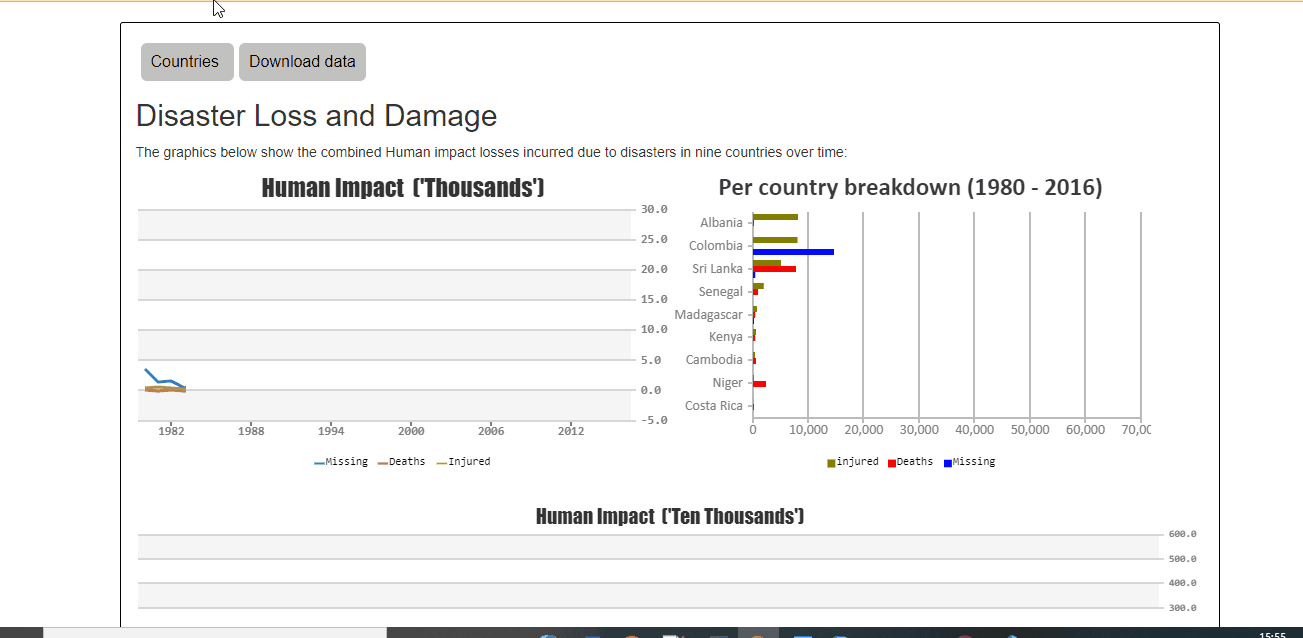 Countries Download data
Disaster Loss and Damage
The graphics below show the combined Human impact losses incurred due to disasters in nine countries over time:
Human Impact ('Thousands')
30.0
25.0
20.0
15.0
10.0
5.0
0.0
-5.0
1982 1988 1994 2000 2006 2012
Missing Deaths Injured
Per country breakdown (1980 - 2016)
Albania
Colombia
Sri Lanka
Senegal
Madagascar
Kenya
Cambodia
Niger
Costa Rica
0 10,000 20,000 30,000 40,000 50,000 60,000 70,00
injured Deaths Missing
Human Impact ('Ten Thousands')
600.0
500.0
400.0
300.0
15:55